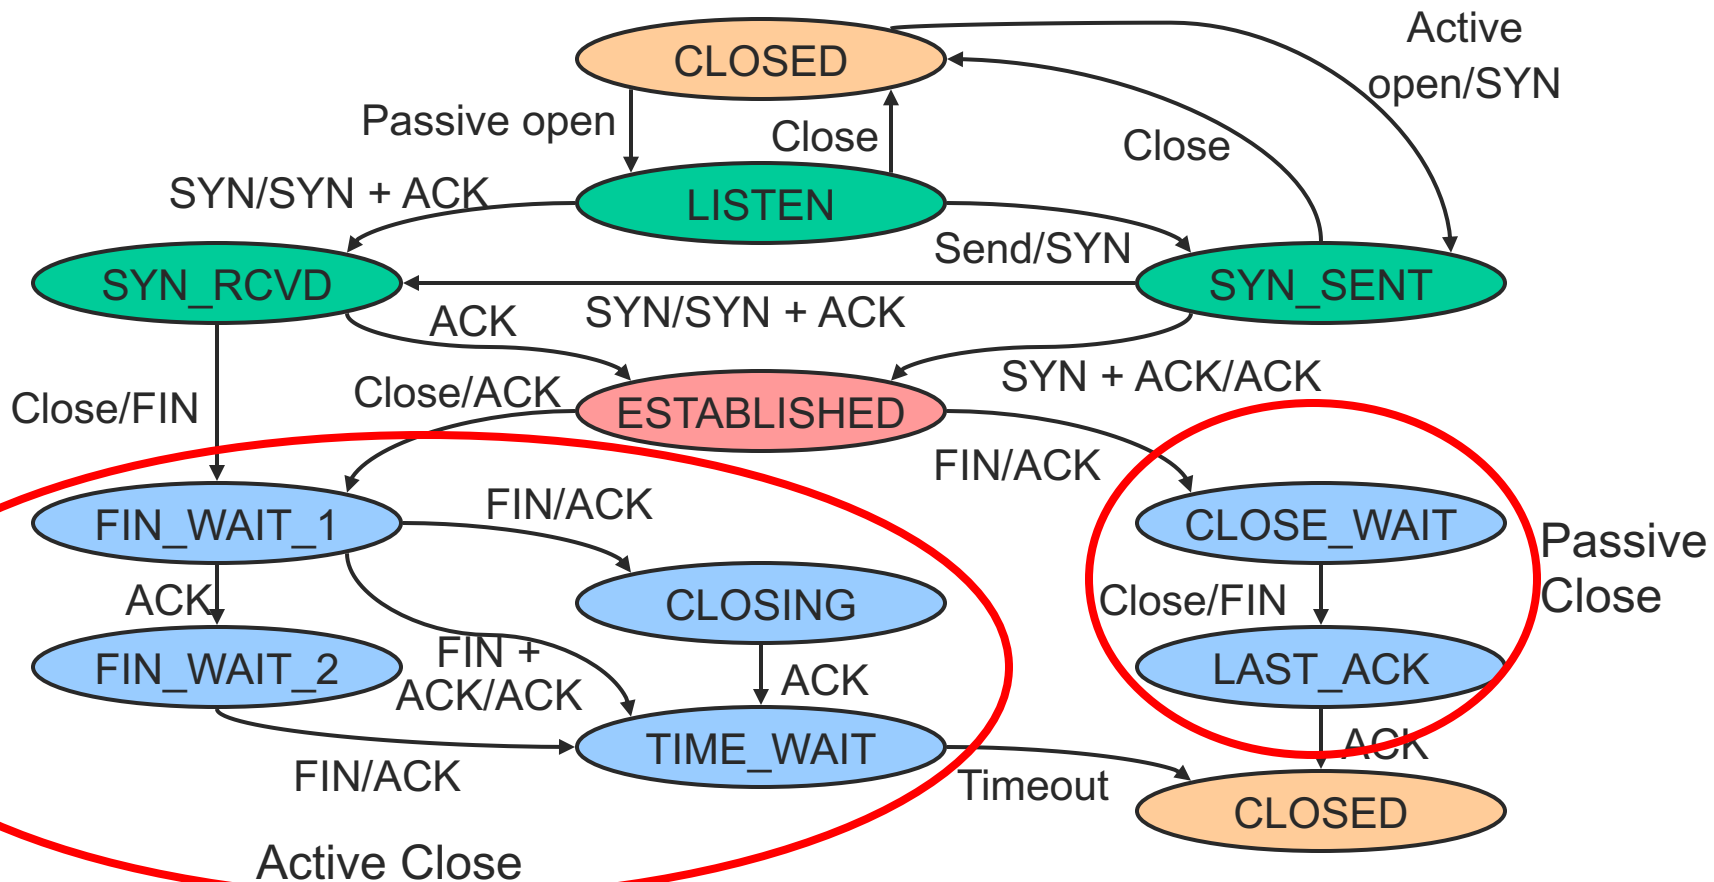 CLOSED
Active
open/SYN
Passive open
Close
Close
SYN/SYN + ACK
LISTEN
Send/SYN
SYN_RCVD
SYN_SENT
ACK
SYN/SYN + ACK
Close/FIN
Close/ACK
ESTABLISHED
SYN + ACK/ACK
FIN/ACK
FIN_WAIT_1
FIN/ACK
CLOSE_WAIT
Passive
Close
ACK
CLOSING
Close/FIN
FIN_WAIT_2
FIN +
ACK/ACK
ACK
LAST_ACK
FIN/ACK
TIME_WAIT
Timeout
ACK
CLOSED
Active Close